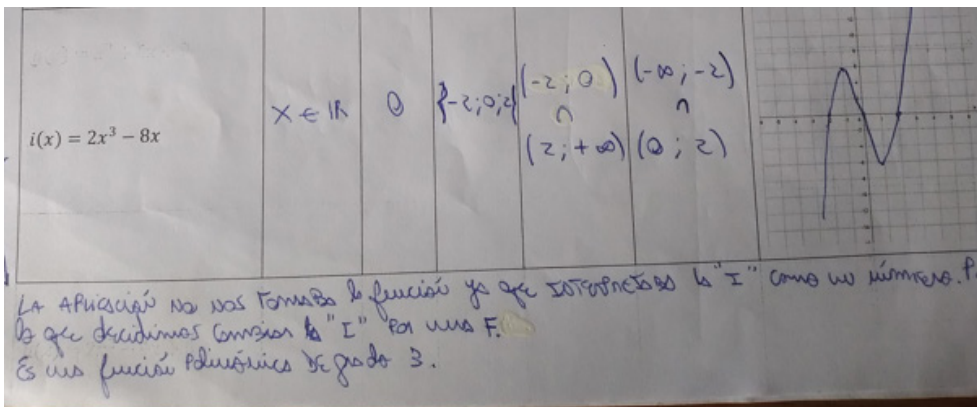 i(x) = 2x³ − 8x
X ∈ ℝ
0
{-2;0;2}
(-2; 0)
∩
(2; +∞)
(-∞; -2)
∩
(0; 2)
LA APLICACIÓN NO NOS TOMABA la función ya que INTERPRETABA la "I" como un número. P.
lo que decidimos cambiar la "I" POR UNA F.
Es una función Polinómica De grado 3.